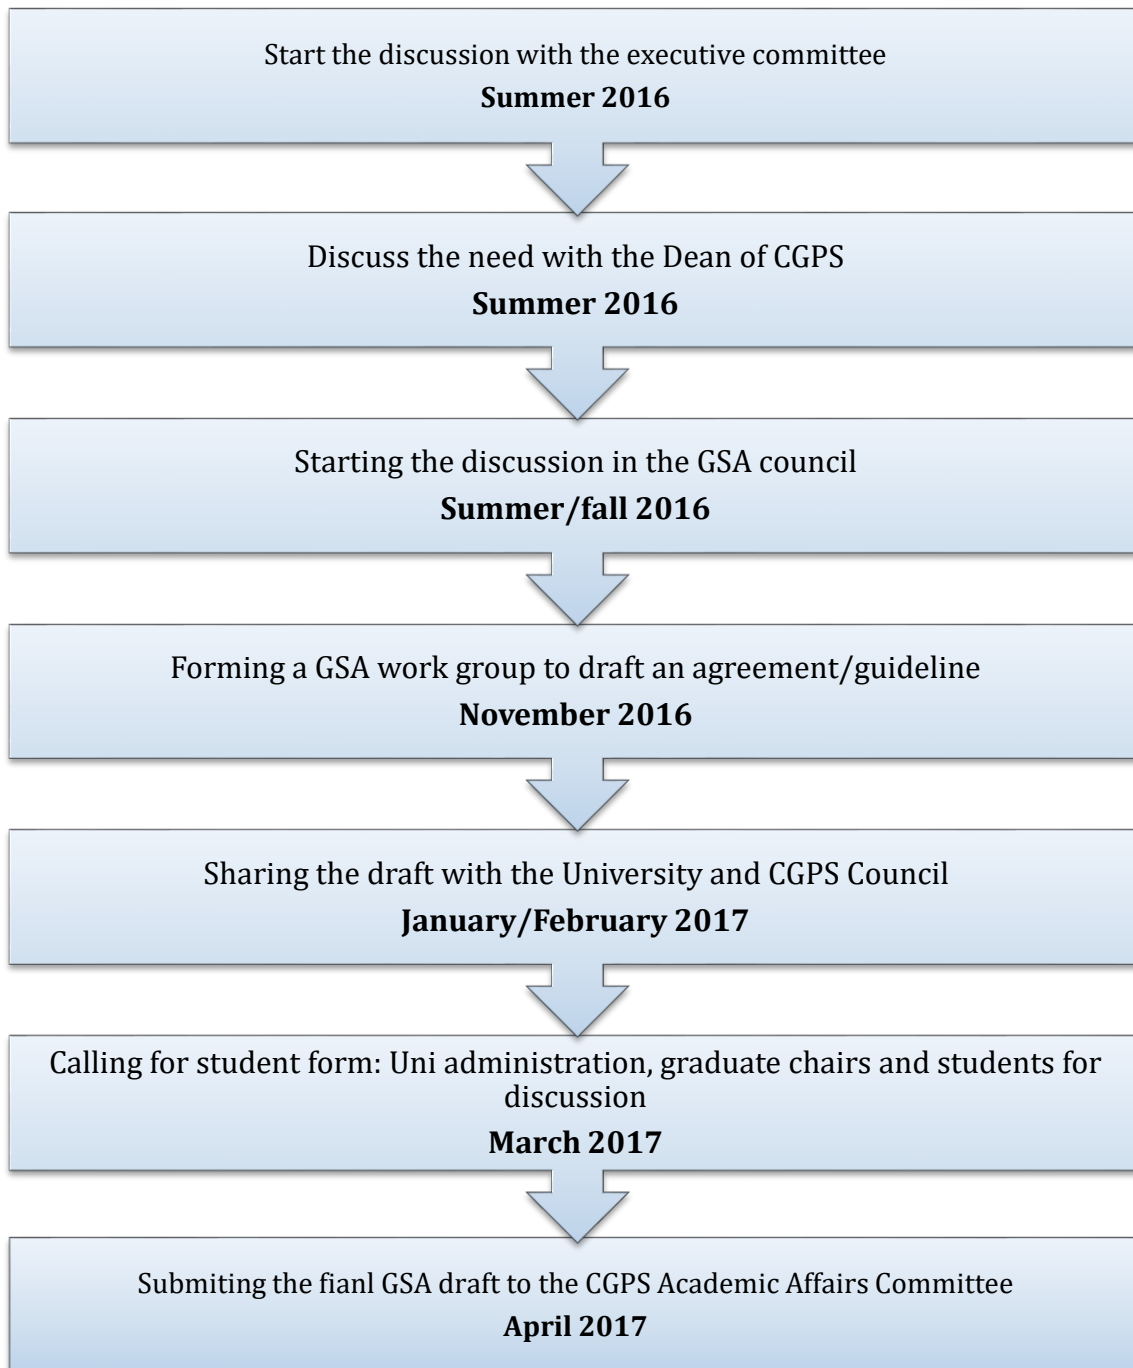 Start the discussion with the executive committee
Summer 2016
Discuss the need with the Dean of CGPS
Summer 2016
Starting the discussion in the GSA council
Summer/fall 2016
Forming a GSA work group to draft an agreement/guideline
November 2016
Sharing the draft with the University and CGPS Council
January/February 2017
Calling for student form: Uni administration, graduate chairs and students for
discussion
March 2017
Submiting the fianl GSA draft to the CGPS Academic Affairs Committee
April 2017